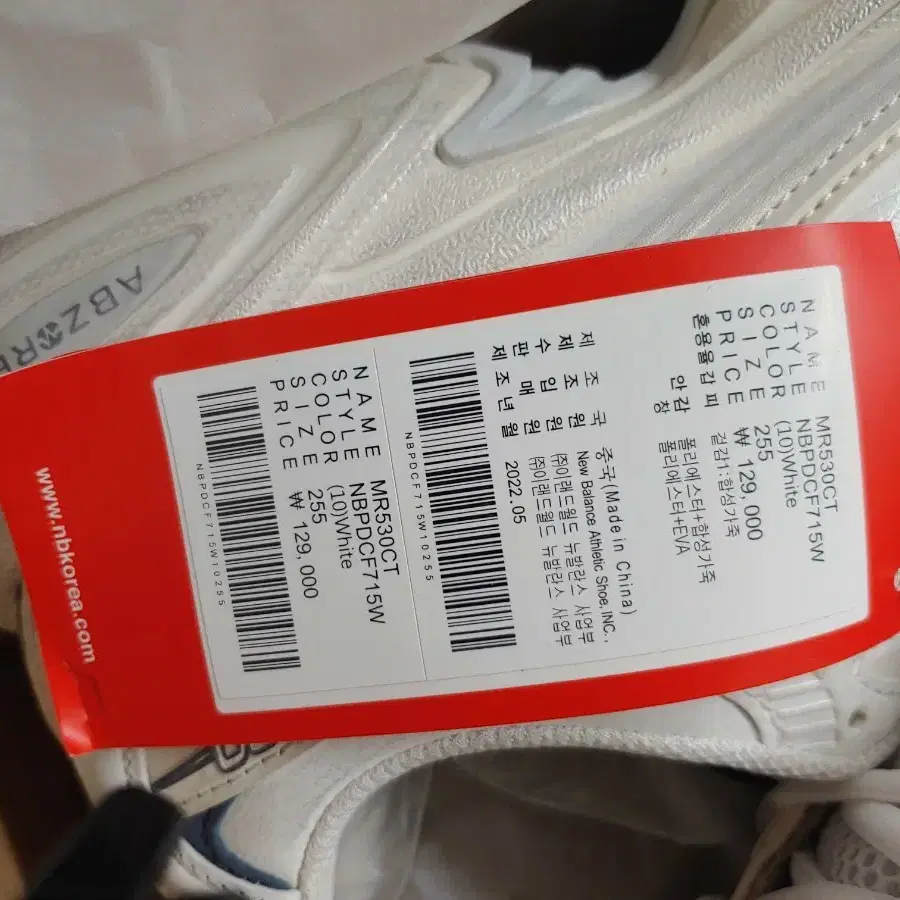 NAME MR530CT
STYLE NBPDCF715W
COLOR (10)White
SIZE 255
PRICE ₩ 129,000
혼용율겉피 겉감1:합성가죽
안감 폴리에스터+합성가죽
창 폴리에스터+EVA
제조국 중국(Made in China)
제조원 New Balance Athletic Shoe, INC.,
수입원 ㈜이랜드월드 뉴발란스 사업부
판매원 ㈜이랜드월드 뉴발란스 사업부
제조년월 2022.05
NBPDCF715W10255
NAME MR530CT
STYLE NBPDCF715W
COLOR (10)White
SIZE 255
PRICE ₩ 129,000
NBPDCF715W10255
www.nbkorea.com
ABZORB